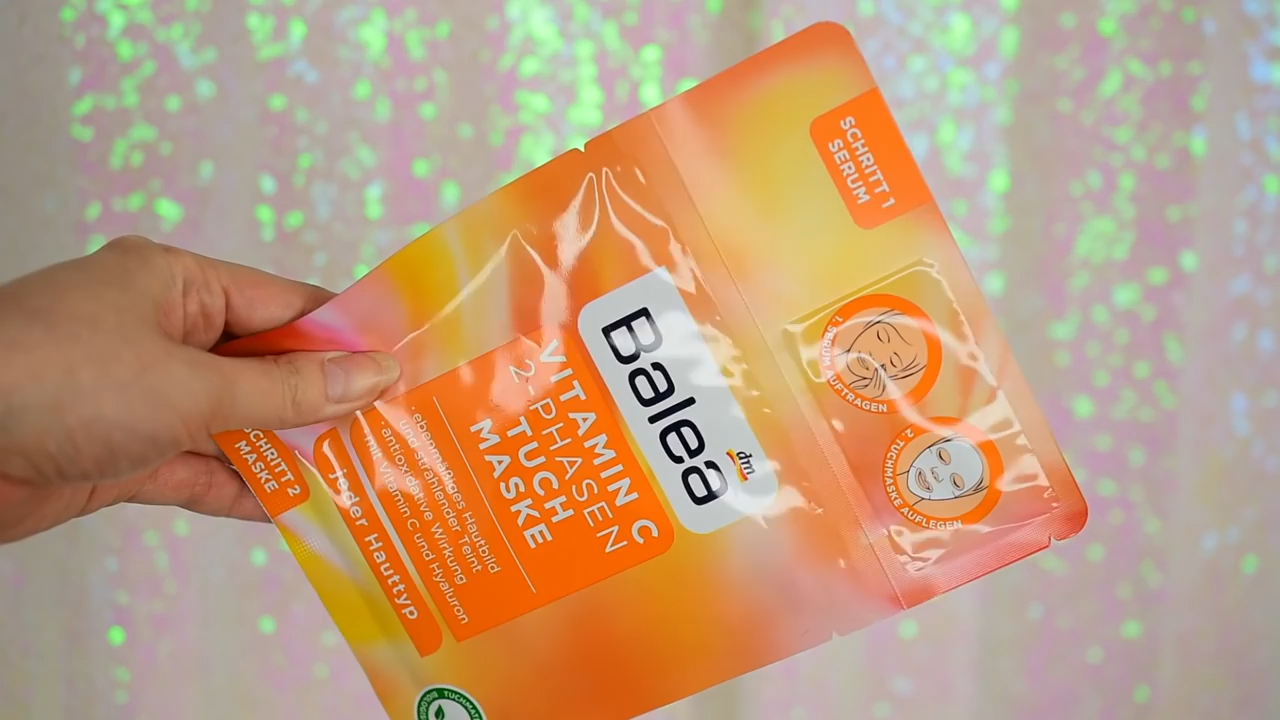 SCHRITT 1
SERUM
1. SERUM AUFTRAGEN
2. TUCHMASKE AUFLEGEN
Balea
dm
VITAMIN C
2-PHASEN
TUCH
MASKE
· ebenmäßiges Hautbild
und strahlender Teint
· antioxidative Wirkung
mit Vitamin C und Hyaluron
jeder Hauttyp
SCHRITT 2
MASKE